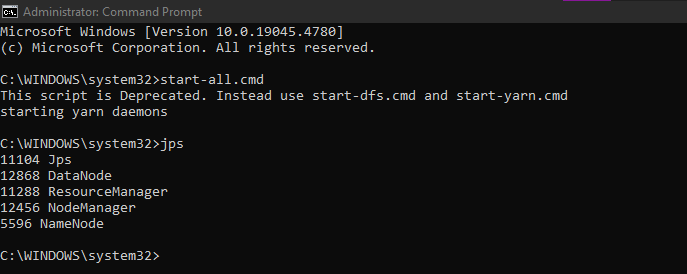 Administrator: Command Prompt
Microsoft Windows [Version 10.0.19045.4780]
(c) Microsoft Corporation. All rights reserved.
C:\WINDOWS\system32>start-all.cmd
This script is Deprecated. Instead use start-dfs.cmd and start-yarn.cmd
starting yarn daemons
C:\WINDOWS\system32>jps
11104 Jps
12868 DataNode
11288 ResourceManager
12456 NodeManager
5596 NameNode
C:\WINDOWS\system32>